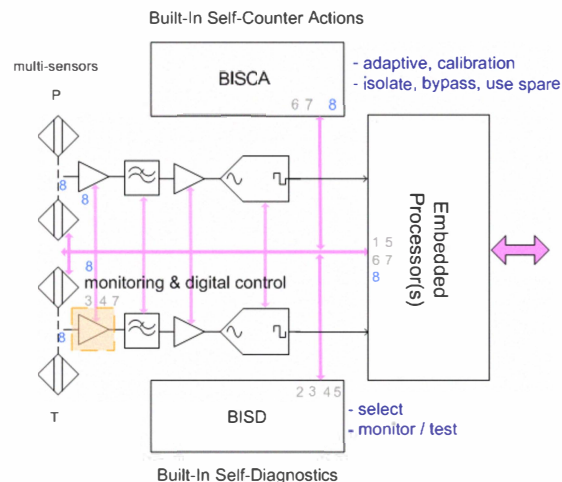 Built-In Self-Counter Actions
multi-sensors
BISCA
- adaptive, calibration
- isolate, bypass, use spare
P
6 7 8
8
8
Embedded
Processor(s)
1 5
6 7
8
8
monitoring & digital control
3 4 7
8
2 3 4 5
T
BISD
- select
- monitor / test
Built-In Self-Diagnostics